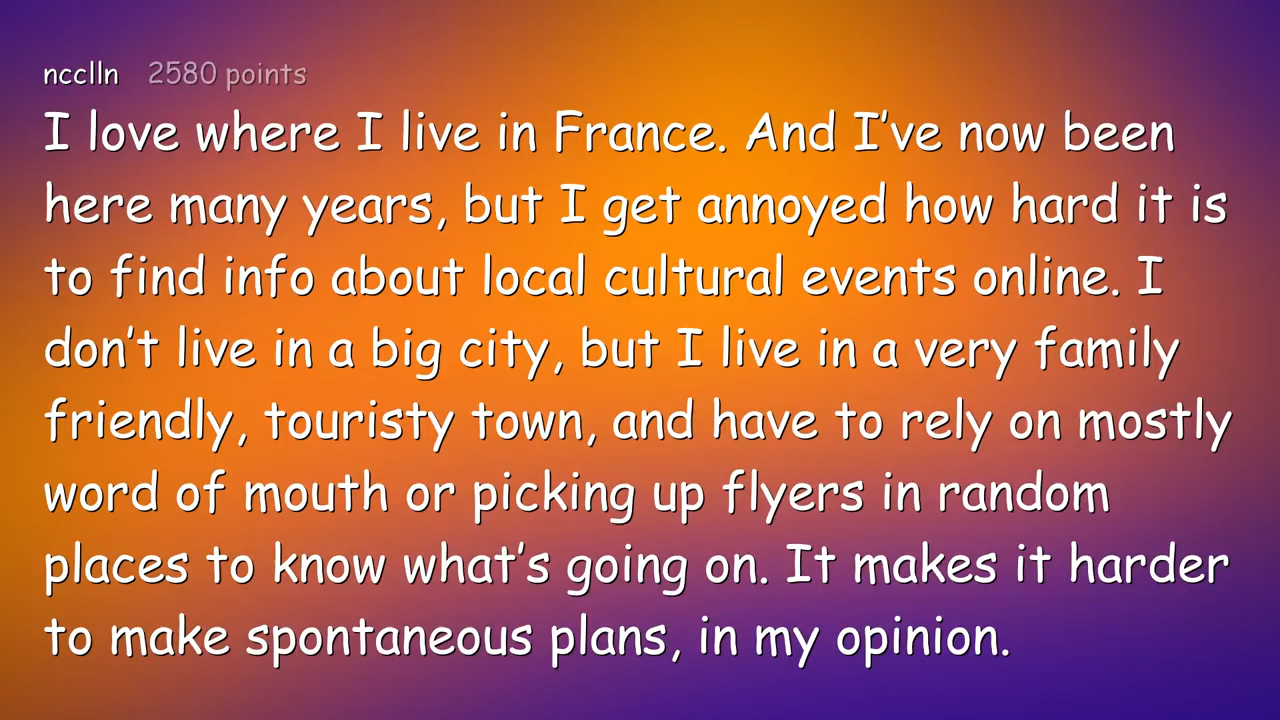 ncclln 2580 points
I love where I live in France. And I've now been
here many years, but I get annoyed how hard it is
to find info about local cultural events online. I
don't live in a big city, but I live in a very family
friendly, touristy town, and have to rely on mostly
word of mouth or picking up flyers in random
places to know what's going on. It makes it harder
to make spontaneous plans, in my opinion.